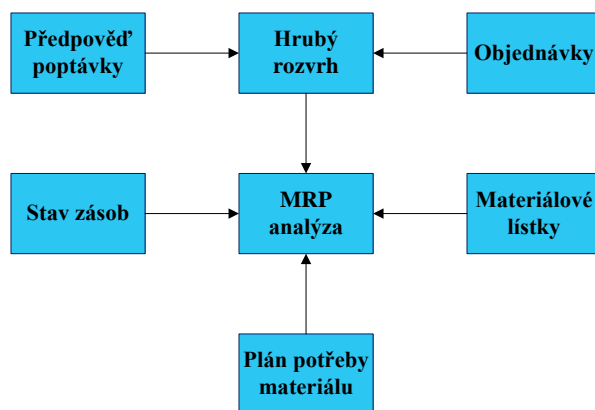 Předpověď
poptávky
Hrubý
rozvrh
Objednávky
Stav zásob
MRP
analýza
Materiálové
lístky
Plán potřeby
materiálu